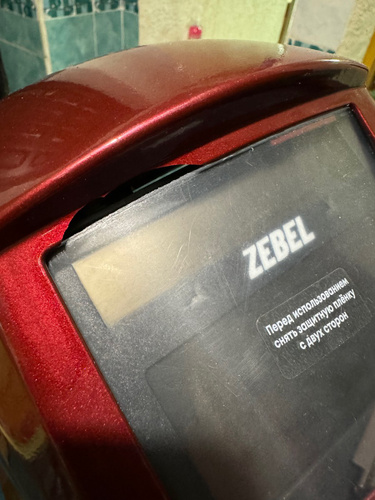 ZEBEL
Перед использованием
снять защитную плёнку
с двух сторон